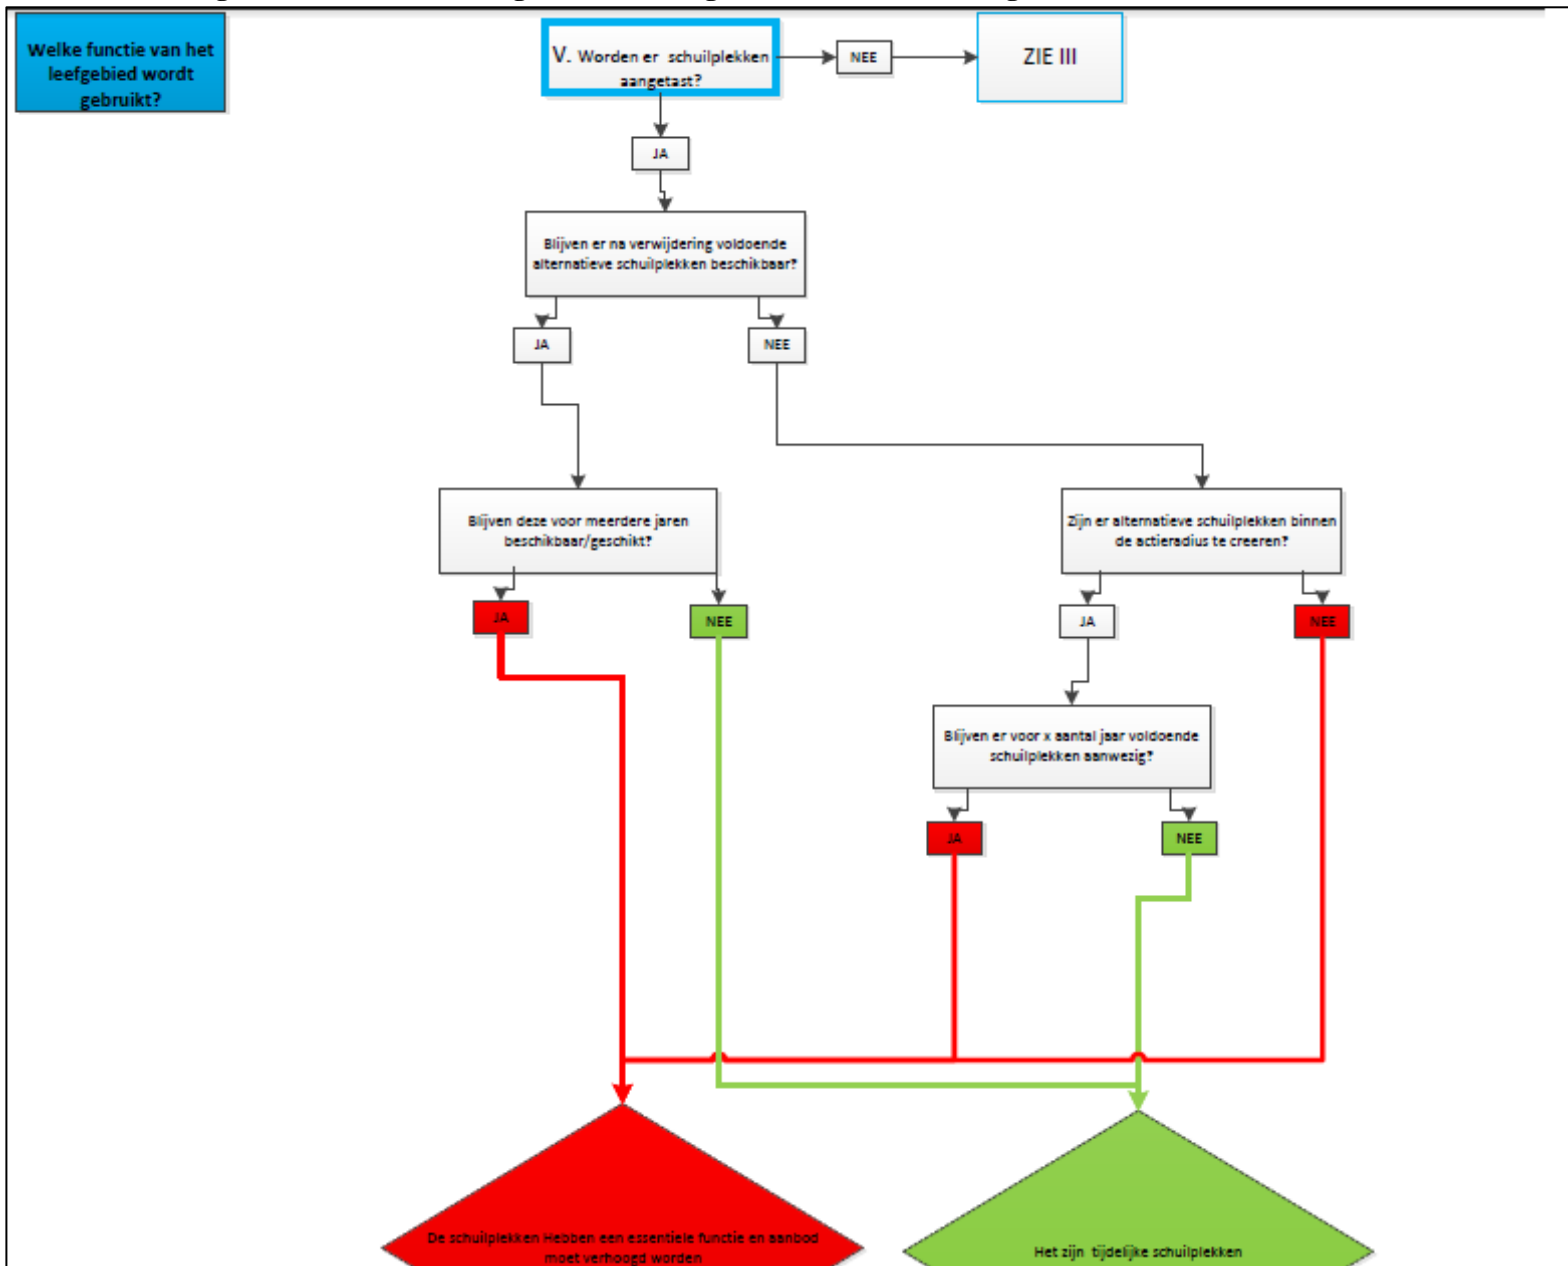 Welke functie van het
leefgebied wordt
gebruikt?
V. Worden er schuilplekken
aangetast?
NEE
ZIE III
JA
Blijven er na verwijdering voldoende
alternatieve schuilplekken beschikbaar?
JA
NEE
Blijven deze voor meerdere jaren
beschikbaar/geschikt?
Zijn er alternatieve schuilplekken binnen
de actieradius te creeren?
JA
NEE
JA
NEE
Blijven er voor x aantal jaar voldoende
schuilplekken aanwezig?
JA
NEE
De schuilplekken Hebben een essentiele functie en aanbod
moet verhoogd worden
Het zijn tijdelijke schuilplekken